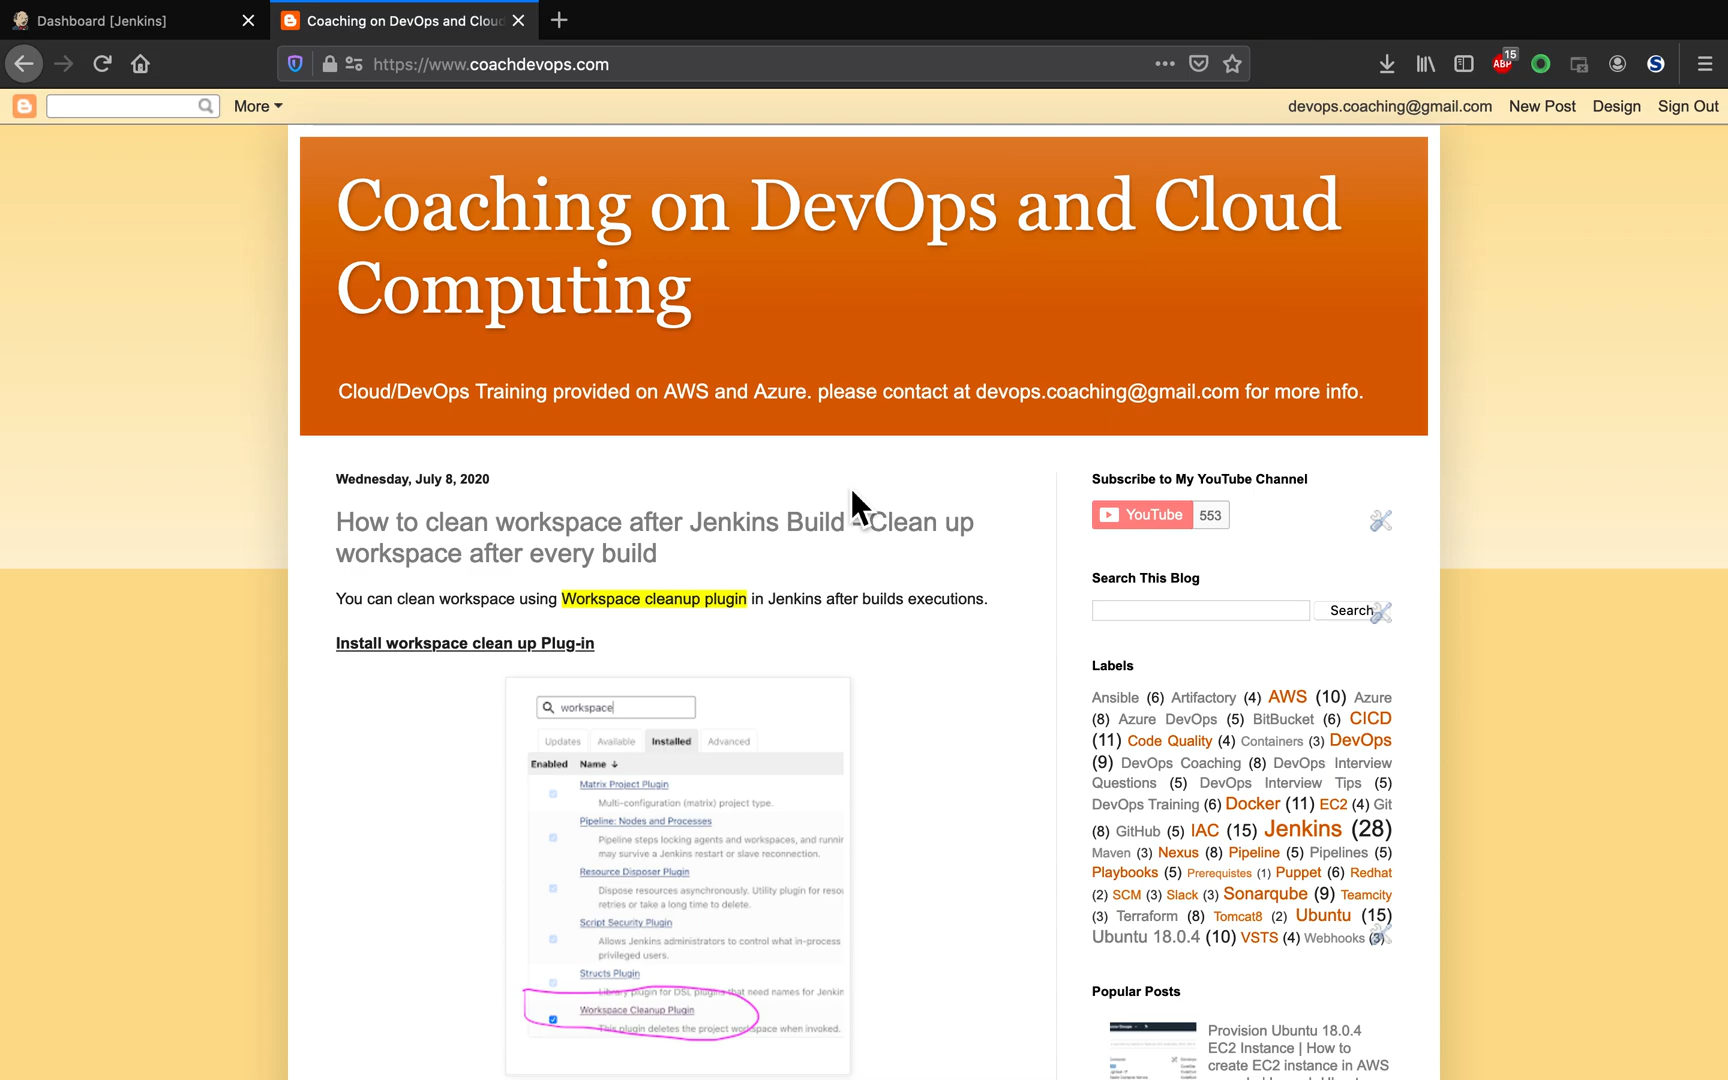 Dashboard [Jenkins]
Coaching on DevOps and Clou
https://www.coachdevops.com
15
ABP
More
devops.coaching@gmail.com New Post Design Sign Out
Coaching on DevOps and Cloud
Computing
Cloud/DevOps Training provided on AWS and Azure. please contact at devops.coaching@gmail.com for more info.
Wednesday, July 8, 2020
How to clean workspace after Jenkins Build - Clean up
workspace after every build
You can clean workspace using Workspace cleanup plugin in Jenkins after builds executions.
Install workspace clean up Plug-in
workspace
Updates Available Installed Advanced
Enabled Name ↓
Matrix Project Plugin
Multi-configuration (matrix) project type.
Pipeline: Nodes and Processes
Pipeline steps locking agents and workspaces, and runnin
may survive a Jenkins restart or slave reconnection.
Resource Disposer Plugin
Dispose resources asynchronously. Utility plugin for reso
retries or take a long time to delete.
Script Security Plugin
Allows Jenkins administrators to control what in-process
privileged users.
Structs Plugin
Library plugin for DSL plugins that need names for Jenkin
Workspace Cleanup Plugin
This plugin deletes the project workspace when invoked.
Subscribe to My YouTube Channel
YouTube 553
Search This Blog
Search
Labels
Ansible (6) Artifactory (4) AWS (10) Azure
(8) Azure DevOps (5) BitBucket (6) CICD
(11) Code Quality (4) Containers (3) DevOps
(9) DevOps Coaching (8) DevOps Interview
Questions (5) DevOps Interview Tips (5)
DevOps Training (6) Docker (11) EC2 (4) Git
(8) GitHub (5) IAC (15) Jenkins (28)
Maven (3) Nexus (8) Pipeline (5) Pipelines (5)
Playbooks (5) Prerequistes (1) Puppet (6) Redhat
(2) SCM (3) Slack (3) Sonarqube (9) Teamcity
(3) Terraform (8) Tomcat8 (2) Ubuntu (15)
Ubuntu 18.0.4 (10) VSTS (4) Webhooks (3)
Popular Posts
Provision Ubuntu 18.0.4
EC2 Instance | How to
create EC2 instance in AWS